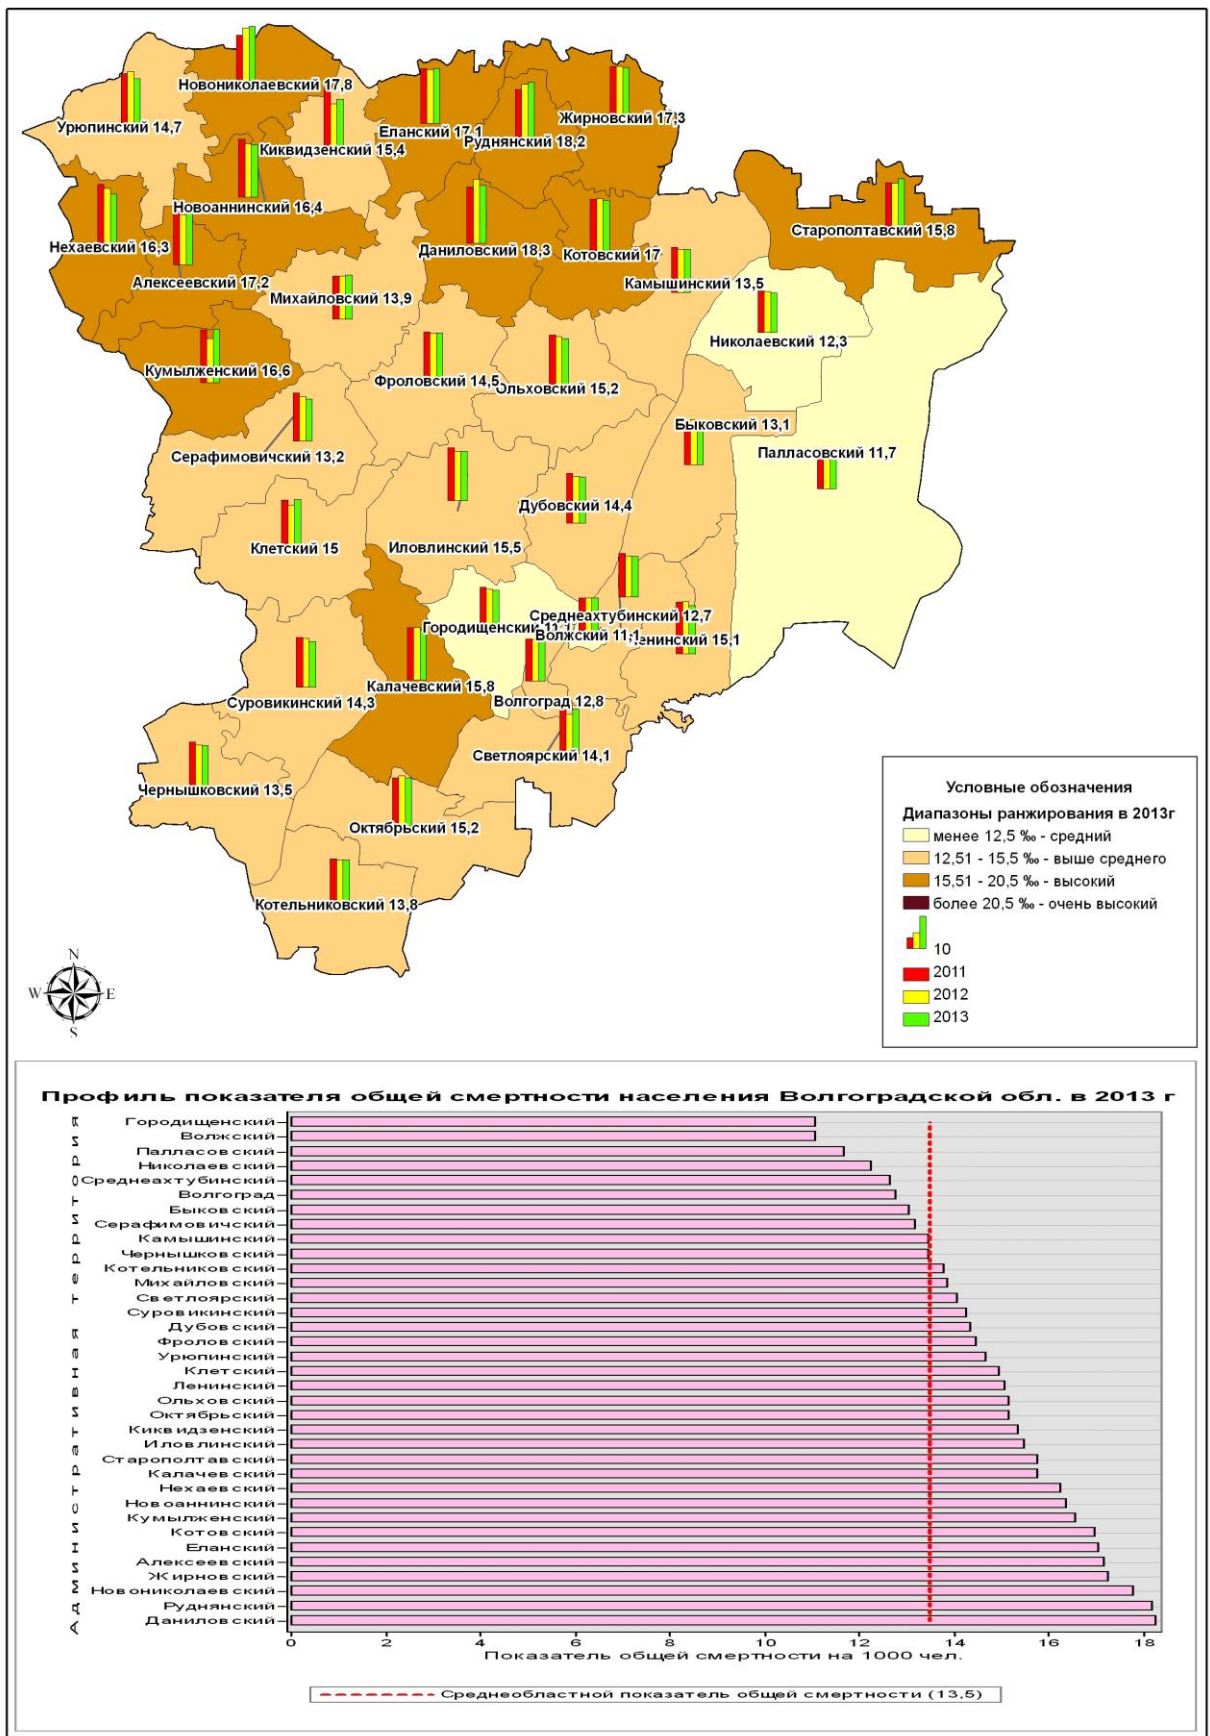 Новониколаевский 17,8
Урюпинский 14,7
Киквидзенский 15,4
Еланский 17,1
Руднянский 18,2
Жирновский 17,3
Новоаннинский 16,4
Нехаевский 16,3
Алексеевский 17,2
Даниловский 18,3
Котовский 17
Старополтавский 15,8
Камышинский 13,5
Михайловский 13,9
Николаевский 12,3
Кумылженский 16,6
Фроловский 14,5
Ольховский 15,2
Быковский 13,1
Серафимовичский 13,2
Палласовский 11,7
Дубовский 14,4
Клетский 15
Иловлинский 15,5
Среднеахтубинский 12,7
Городищенский
Волжский 11,1
Ленинский 15,1
Калачевский 15,8
Суровикинский 14,3
Волгоград 12,8
Светлоярский 14,1
Чернышковский 13,5
Октябрьский 15,2
Котельниковский 13,8
N
W
E
S
Условные обозначения
Диапазоны ранжирования в 2013г
менее 12,5 ‰ - средний
12,51 - 15,5 ‰ - выше среднего
15,51 - 20,5 ‰ - высокий
более 20,5 ‰ - очень высокий
10
2011
2012
2013
Профиль показателя общей смертности населения Волгоградской обл. в 2013 г
Административная территория
Городищенский
Волжский
Палласовский
Николаевский
Среднеахтубинский
Волгоград
Быковский
Серафимовичский
Камышинский
Чернышковский
Котельниковский
Михайловский
Светлоярский
Суровикинский
Дубовский
Фроловский
Урюпинский
Клетский
Ленинский
Ольховский
Октябрьский
Киквидзенский
Иловлинский
Старополтавский
Калачевский
Нехаевский
Новоаннинский
Кумылженский
Котовский
Еланский
Алексеевский
Жирновский
Новониколаевский
Руднянский
Даниловский
0 2 4 6 8 10 12 14 16 18
Показатель общей смертности на 1000 чел.
Среднеобластной показатель общей смертности (13,5)